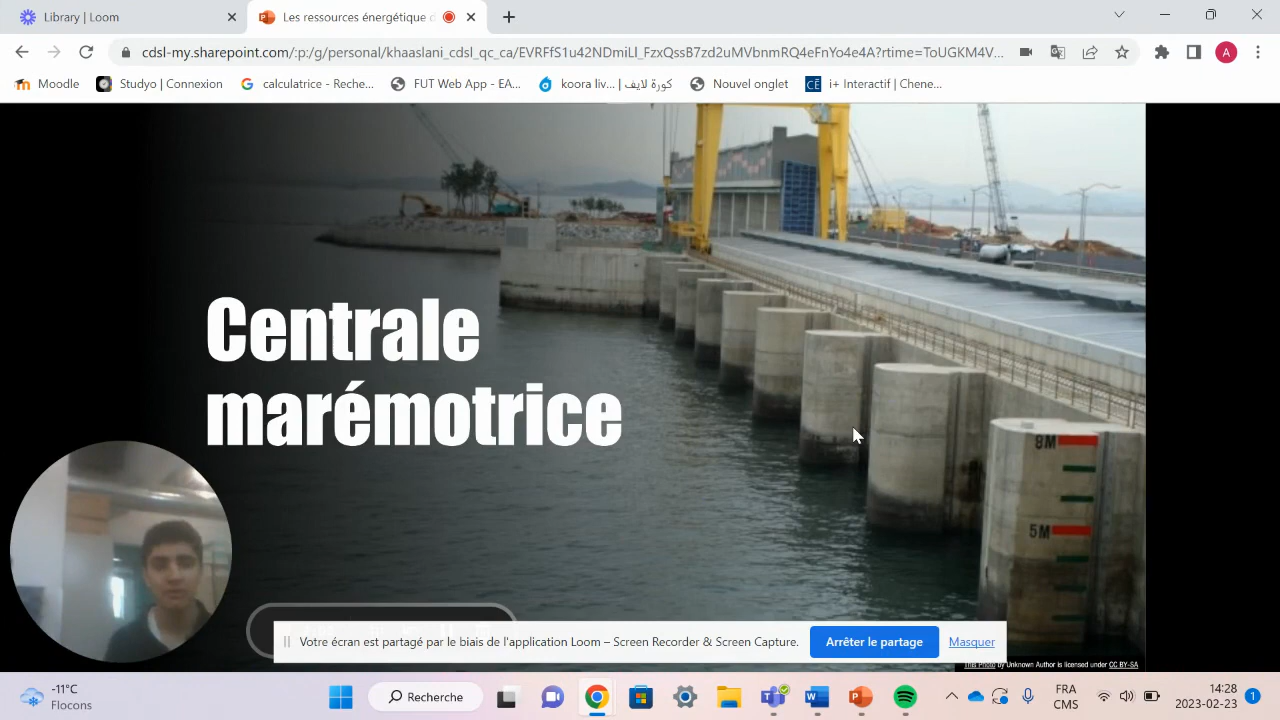 Library | Loom
Les ressources énergétique d
cdsl-my.sharepoint.com/:p:/g/personal/khaaslani_cdsl_qc_ca/EVRFfS1u42NDmiLl_FzxQssB7zd2uMVbnmRQ4eFnYo4e4A?rtime=ToUGKM4V...
A
Moodle
Studyo | Connexion
calculatrice - Reche...
FUT Web App - EA...
koora liv... | كورة لايف
Nouvel onglet
CĒ i+ Interactif | Chene...
8M
Centrale
marémotrice
5M
Votre écran est partagé par le biais de l'application Loom – Screen Recorder & Screen Capture.
Arrêter le partage
Masquer
This Photo by Unknown Author is licensed under CC BY-SA
-11°C
Flocons
Recherche
FRA
CMS
14:28
2023-02-23
1